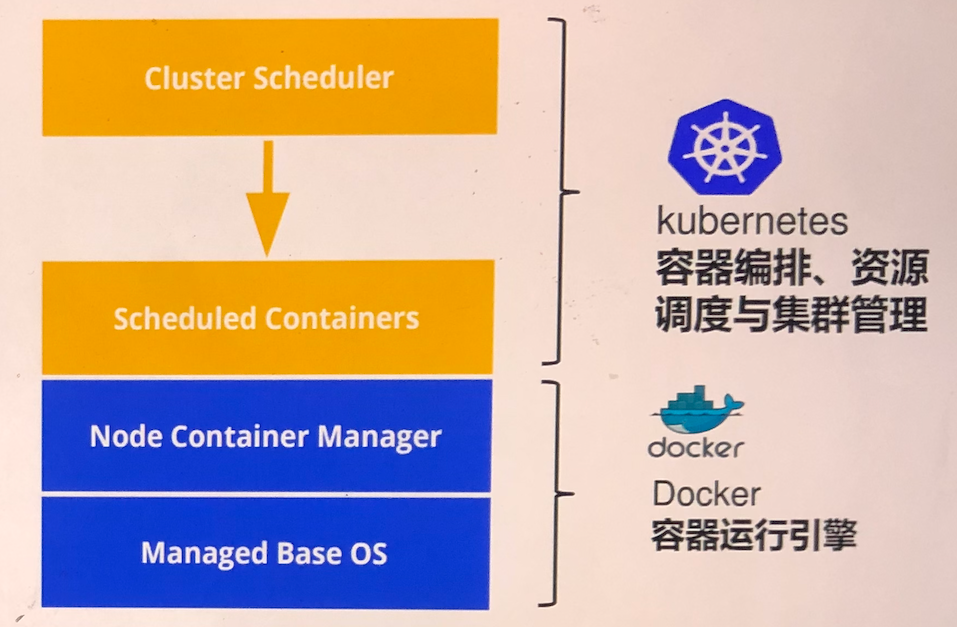 Cluster Scheduler
Scheduled Containers
Node Container Manager
Managed Base OS
kubernetes
容器编排、资源
调度与集群管理
docker
Docker
容器运行引擎